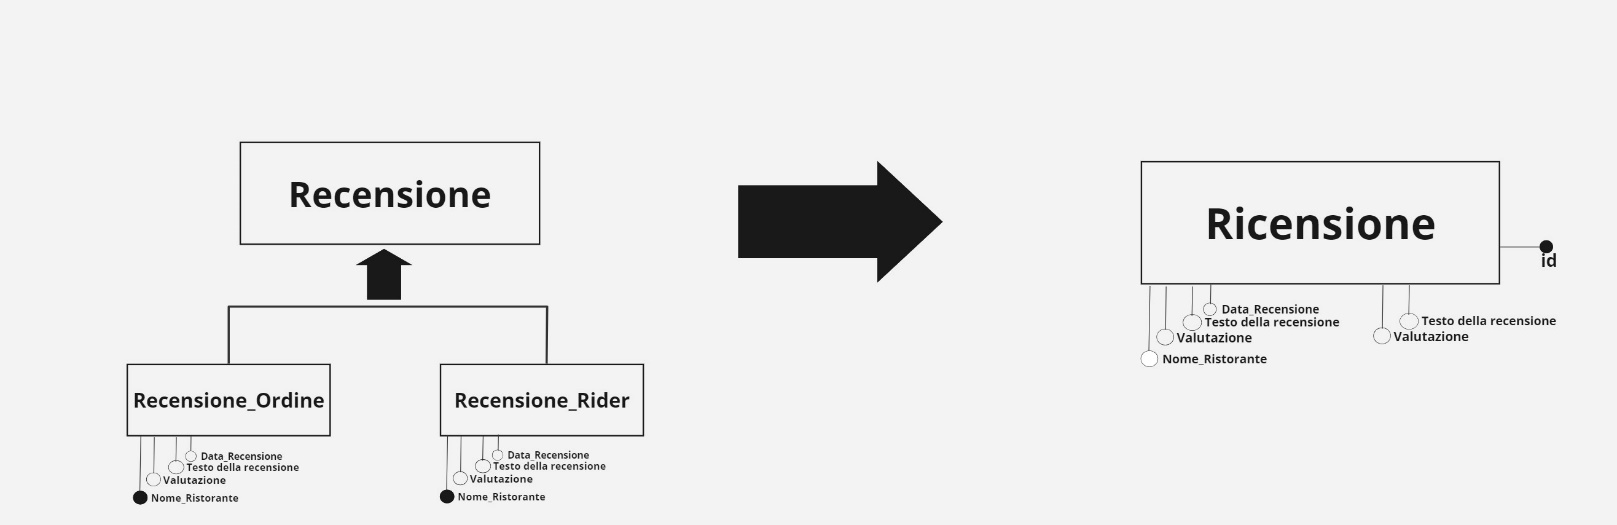 Recensione
Recensione_Ordine
Data_Recensione
Testo della recensione
Valutazione
Nome_Ristorante
Recensione_Rider
Data_Recensione
Testo della recensione
Valutazione
Nome_Ristorante
Ricensione
id
Data_Recensione
Testo della recensione
Valutazione
Nome_Ristorante
Testo della recensione
Valutazione